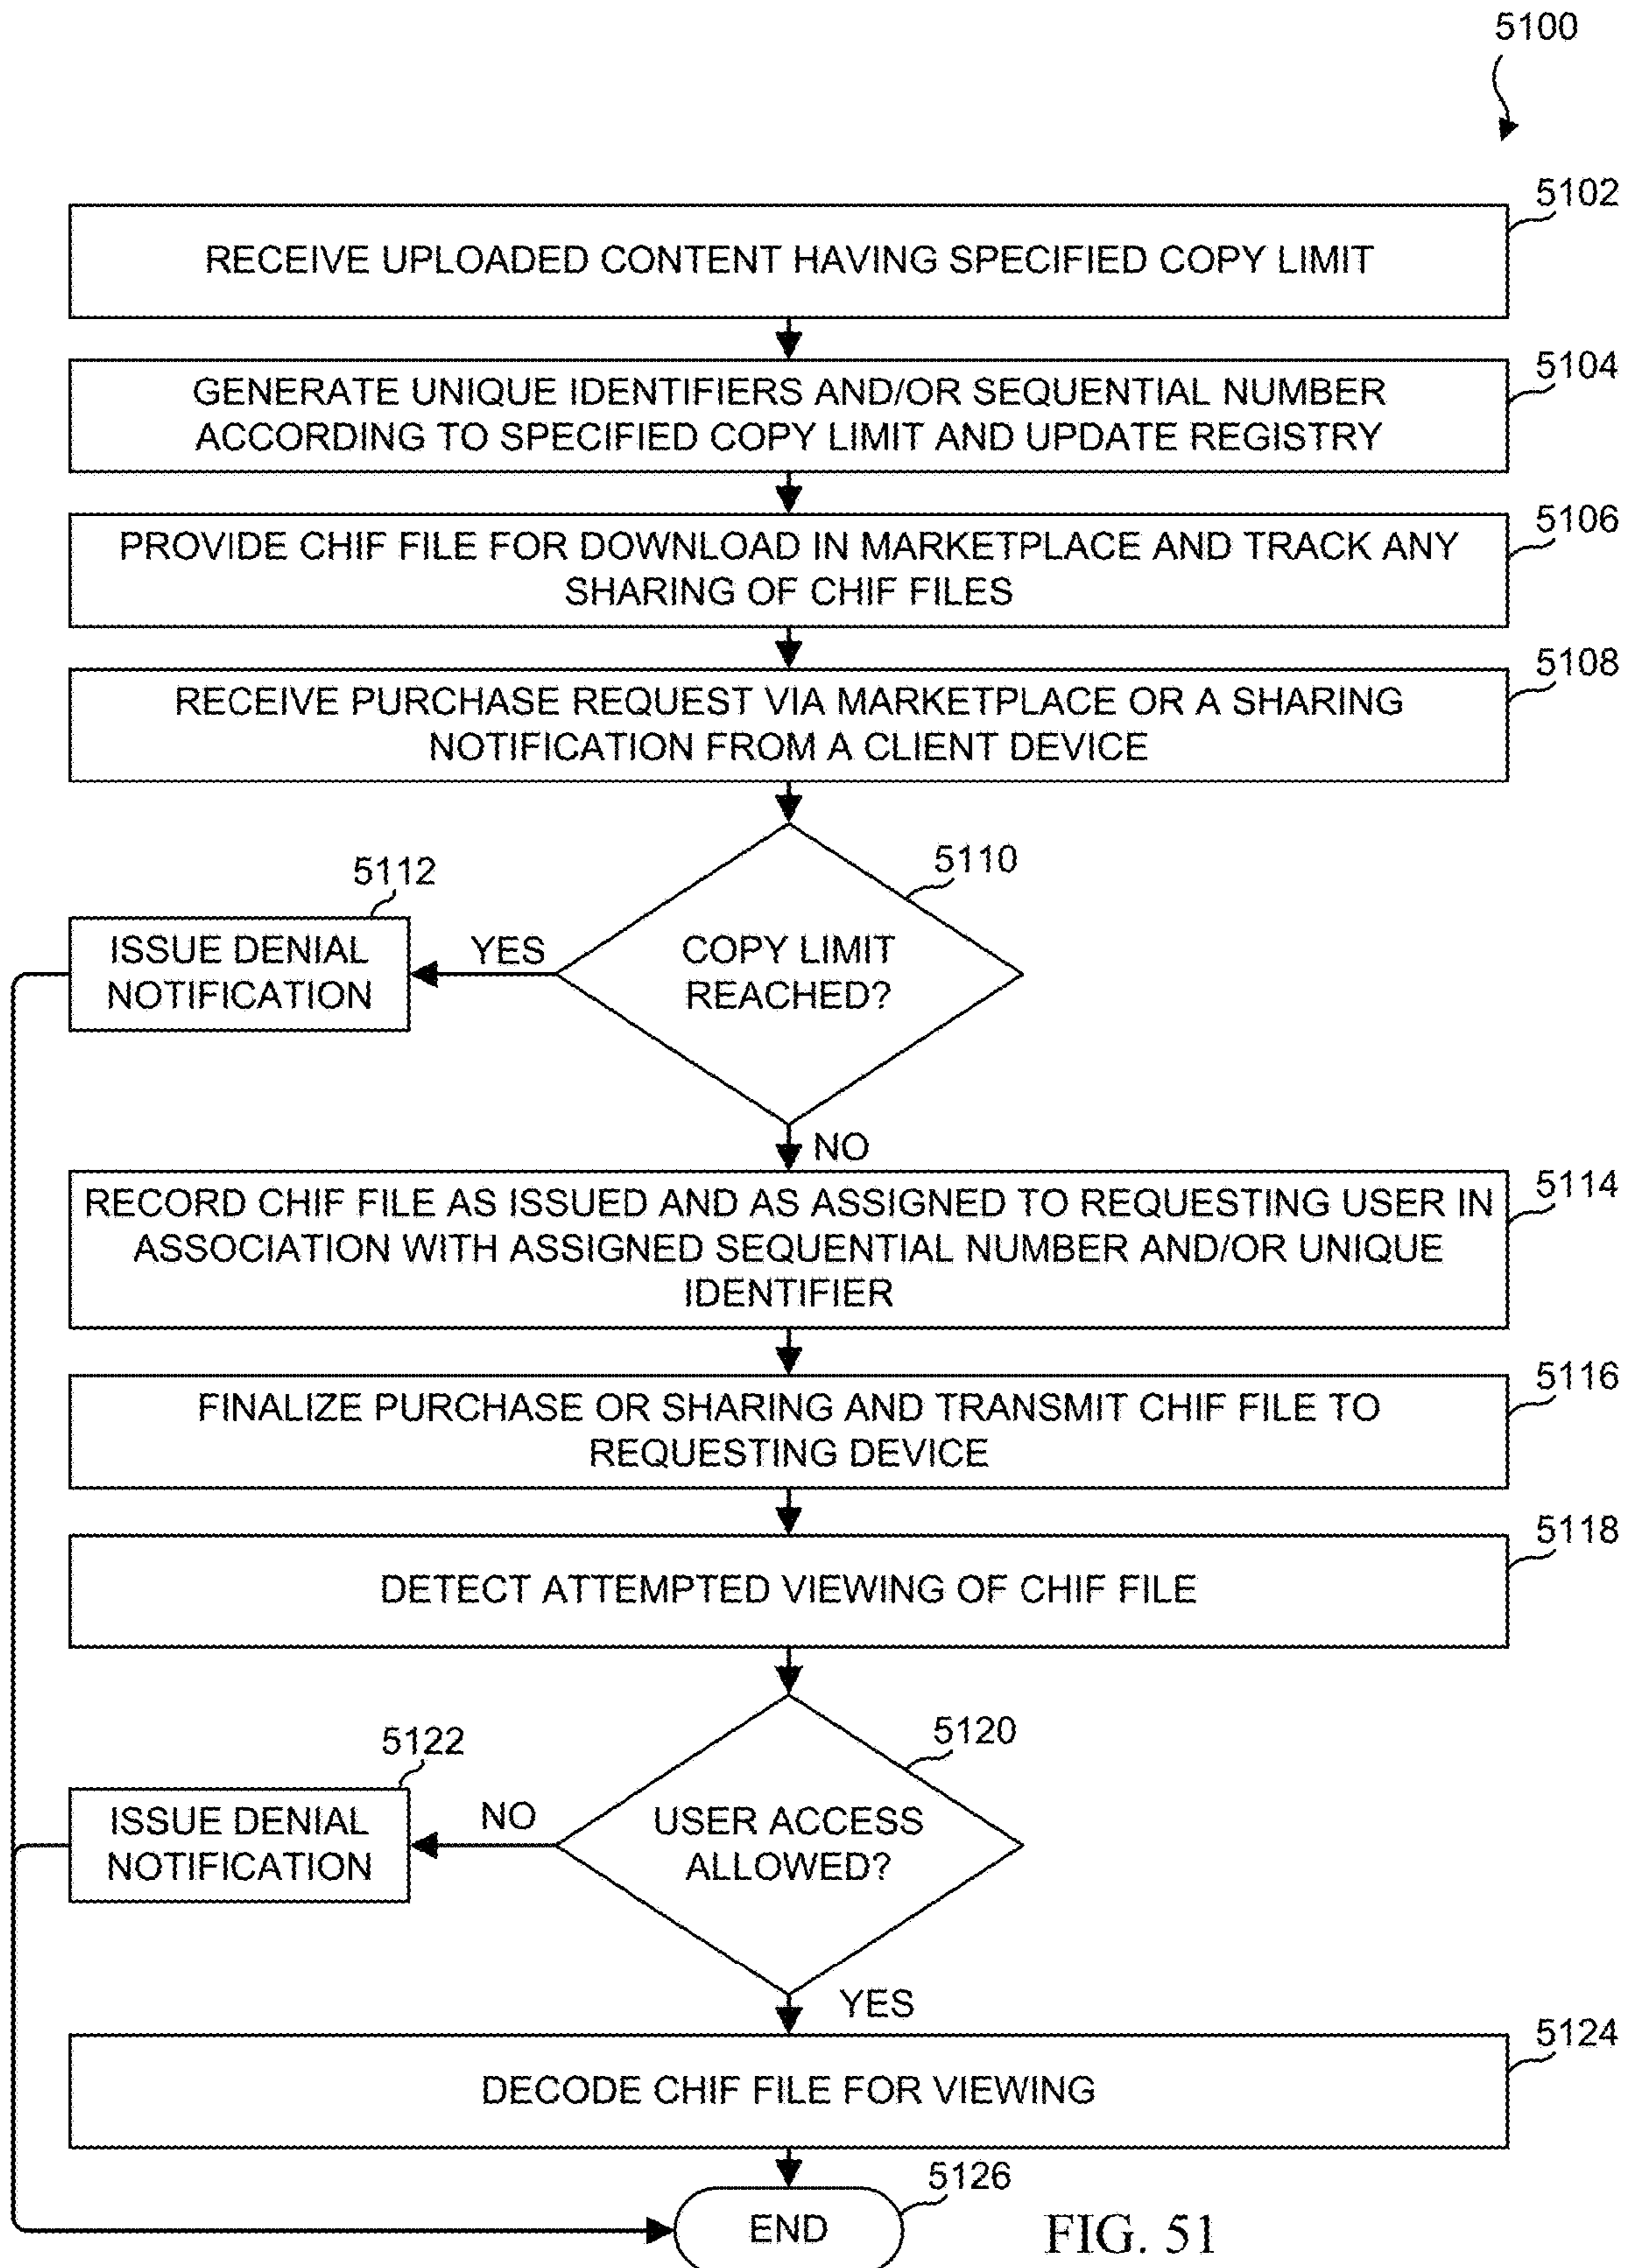 5100
5102
RECEIVE UPLOADED CONTENT HAVING SPECIFIED COPY LIMIT
5104
GENERATE UNIQUE IDENTIFIERS AND/OR SEQUENTIAL NUMBER
ACCORDING TO SPECIFIED COPY LIMIT AND UPDATE REGISTRY
5106
PROVIDE CHIF FILE FOR DOWNLOAD IN MARKETPLACE AND TRACK ANY
SHARING OF CHIF FILES
5108
RECEIVE PURCHASE REQUEST VIA MARKETPLACE OR A SHARING
NOTIFICATION FROM A CLIENT DEVICE
5110
COPY LIMIT
REACHED?
YES
5112
ISSUE DENIAL
NOTIFICATION
NO
5114
RECORD CHIF FILE AS ISSUED AND AS ASSIGNED TO REQUESTING USER IN
ASSOCIATION WITH ASSIGNED SEQUENTIAL NUMBER AND/OR UNIQUE
IDENTIFIER
5116
FINALIZE PURCHASE OR SHARING AND TRANSMIT CHIF FILE TO
REQUESTING DEVICE
5118
DETECT ATTEMPTED VIEWING OF CHIF FILE
5120
USER ACCESS
ALLOWED?
NO
5122
ISSUE DENIAL
NOTIFICATION
YES
5124
DECODE CHIF FILE FOR VIEWING
5126
END
FIG. 51